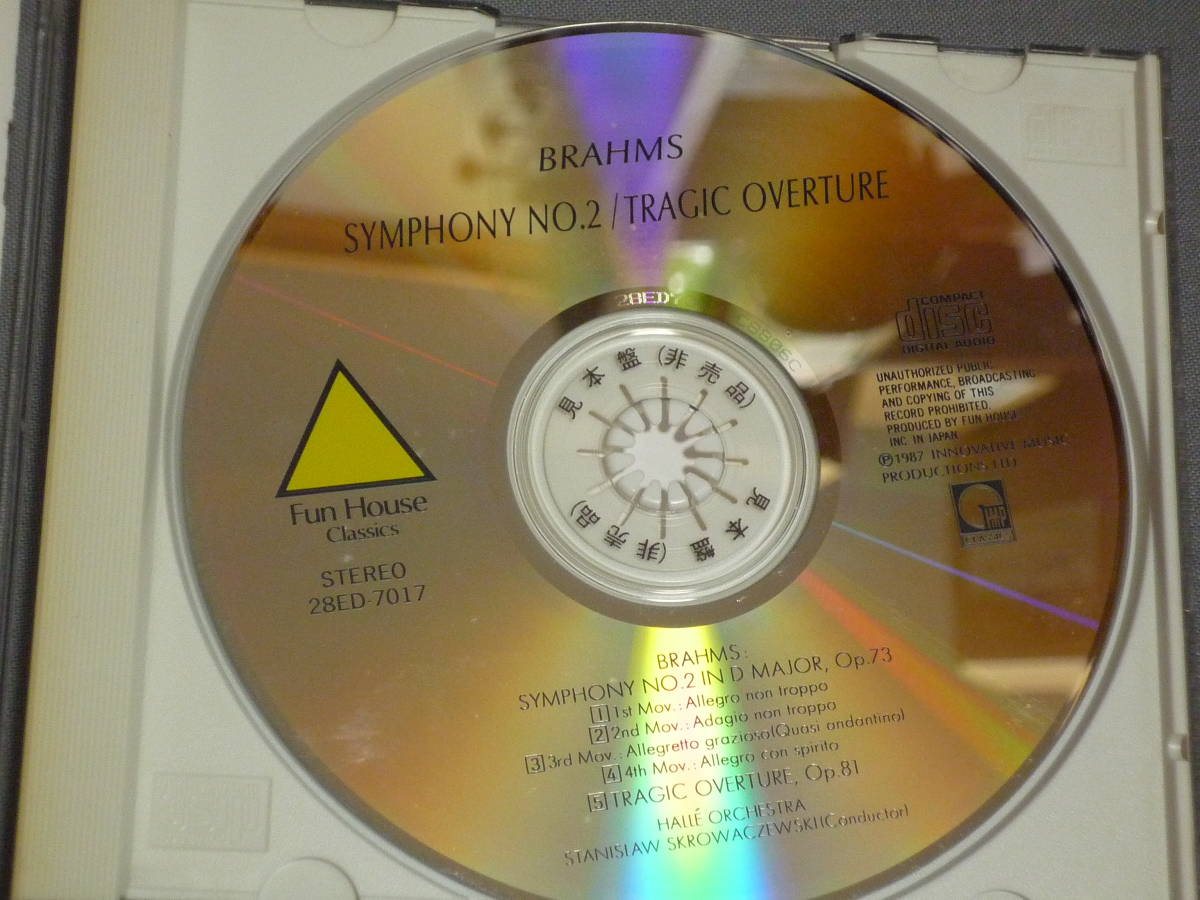 BRAHMS
SYMPHONY NO.2 / TRAGIC OVERTURE
28ED7
見本盤(非売品)
見本盤(非売品)
COMPACT
disc
DIGITAL AUDIO
UNAUTHORIZED PUBLIC
PERFORMANCE, BROADCASTING
AND COPYING OF THIS
RECORD PROHIBITED.
PRODUCED BY FUN HOUSE
INC. IN JAPAN
Ⓟ1987 INNOVATIVE MUSIC
PRODUCTIONS LTD
IMP
CLASSICS
Fun House
Classics
STEREO
28ED-7017
BRAHMS:
SYMPHONY NO.2 IN D MAJOR, Op.73
1 1st Mov.: Allegro non troppo
2 2nd Mov.: Adagio non troppo
3 3rd Mov.: Allegretto grazioso(Quasi andantino)
4 4th Mov.: Allegro con spirito
5 TRAGIC OVERTURE, Op.81
HALLÉ ORCHESTRA
STANISLAW SKROWACZEWSKI(Conductor)